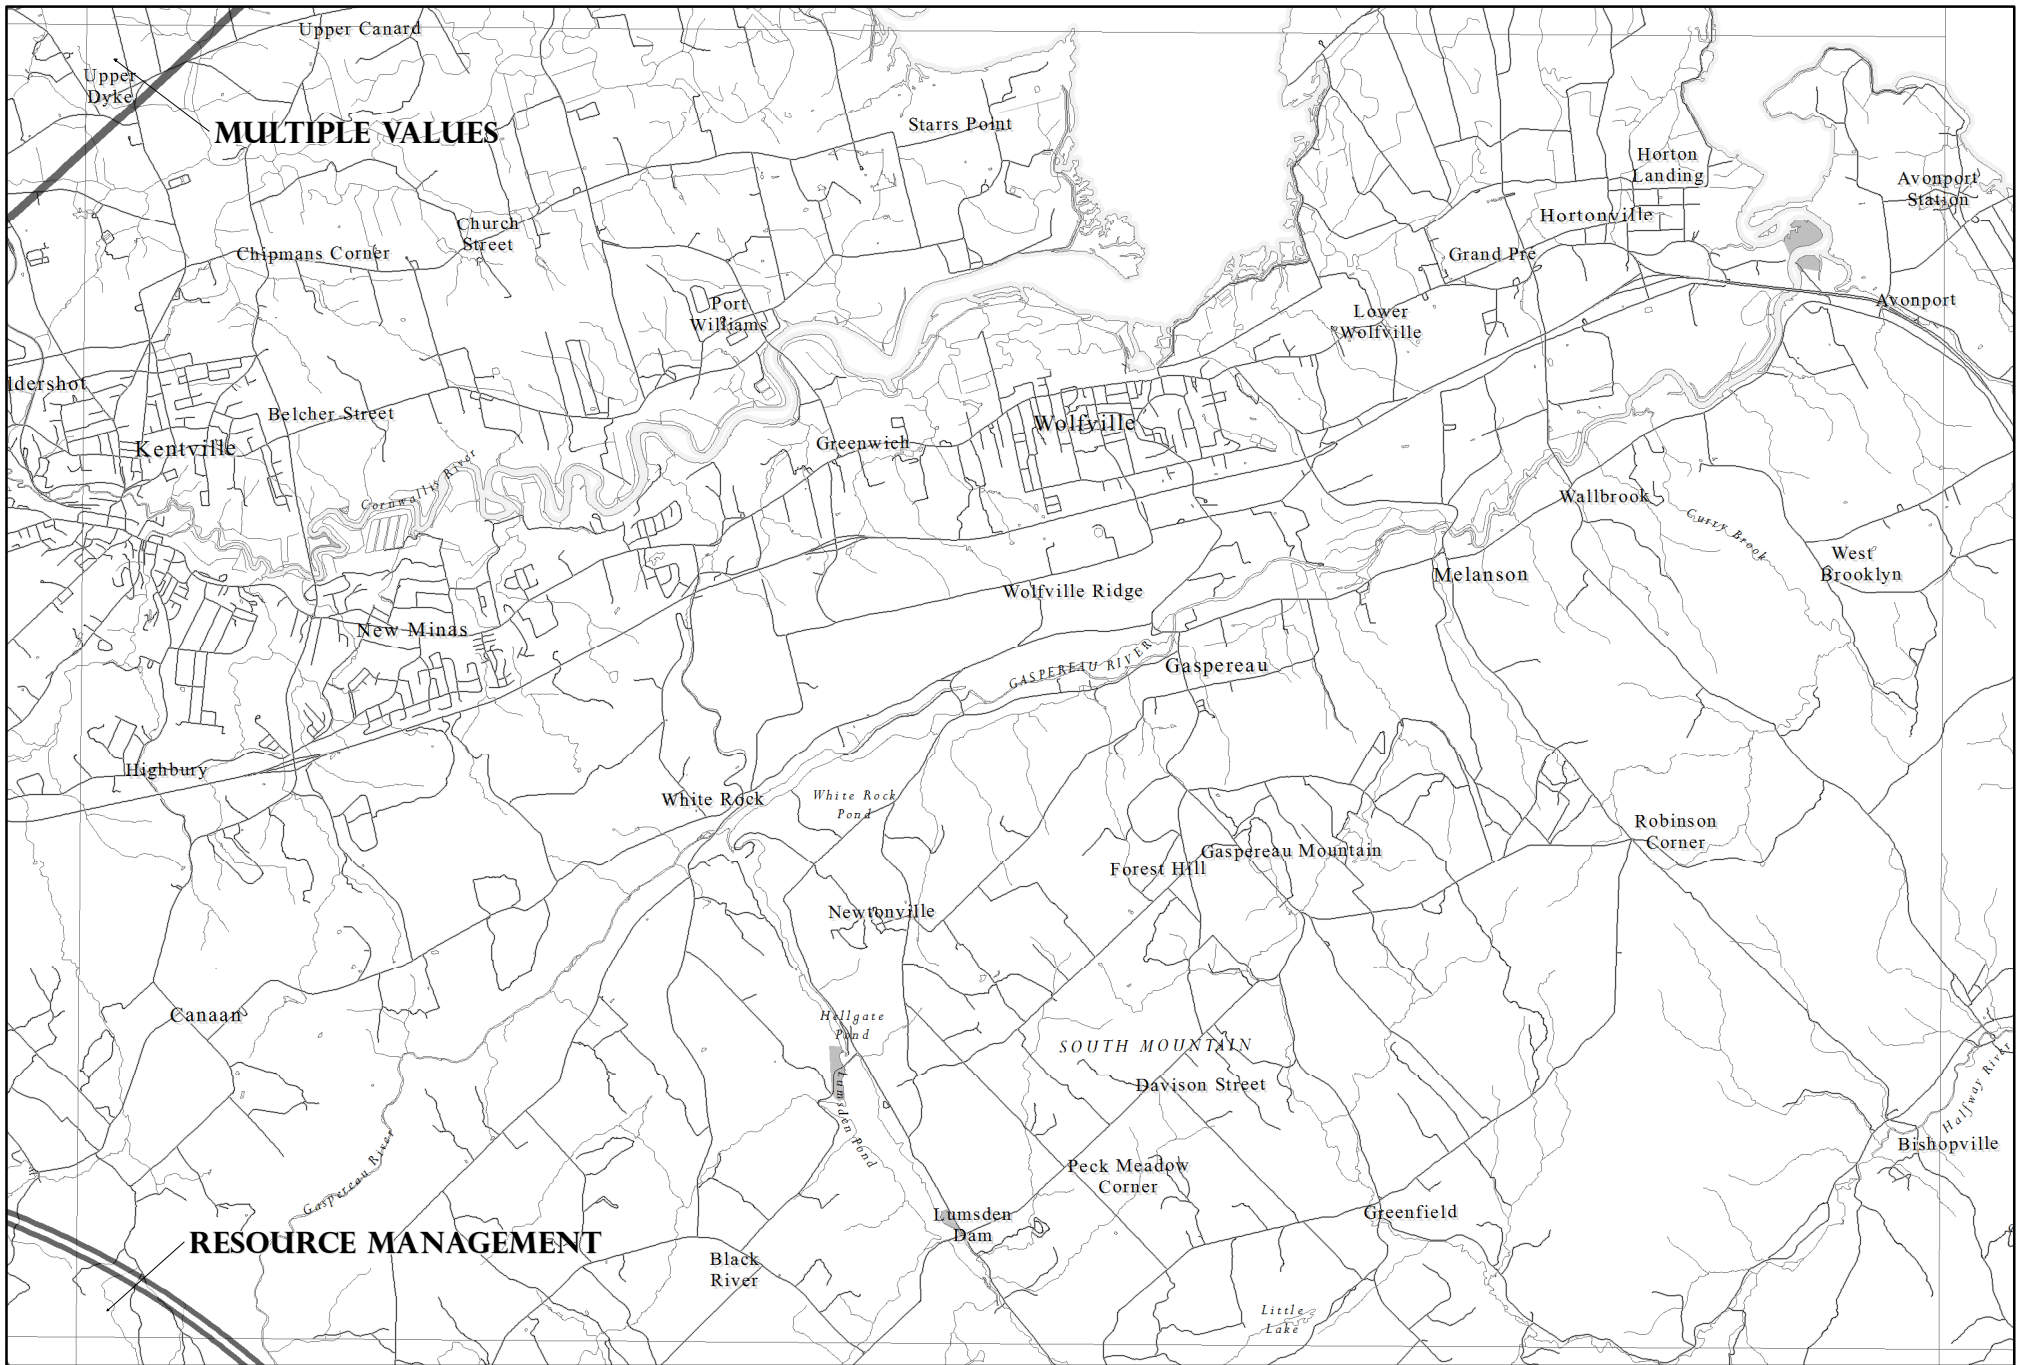 Upper Canard
Upper
Dyke
MULTIPLE VALUES
Starrs Point
Horton
Landing
Avonport
Station
Hortonville
Church
Street
Chipmans Corner
Grand Pré
Port
Williams
Avonport
Lower
Wolfville
ldershot
Belcher Street
Kentville
Greenwich
Wolfville
Cornwallis River
Wallbrook
Curry Brook
West
Brooklyn
Melanson
Wolfville Ridge
New Minas
GASPEREAU RIVER
Gaspereau
Highbury
White Rock
White Rock
Pond
Robinson
Corner
Gaspereau Mountain
Forest Hill
Newtonville
Canaan
Hellgate
Pond
SOUTH MOUNTAIN
Davison Street
Lumsden Pond
Halfway River
Bishopville
Gaspereau River
Peck Meadow
Corner
Greenfield
Lumsden
Dam
RESOURCE MANAGEMENT
Black
River
Little
Lake